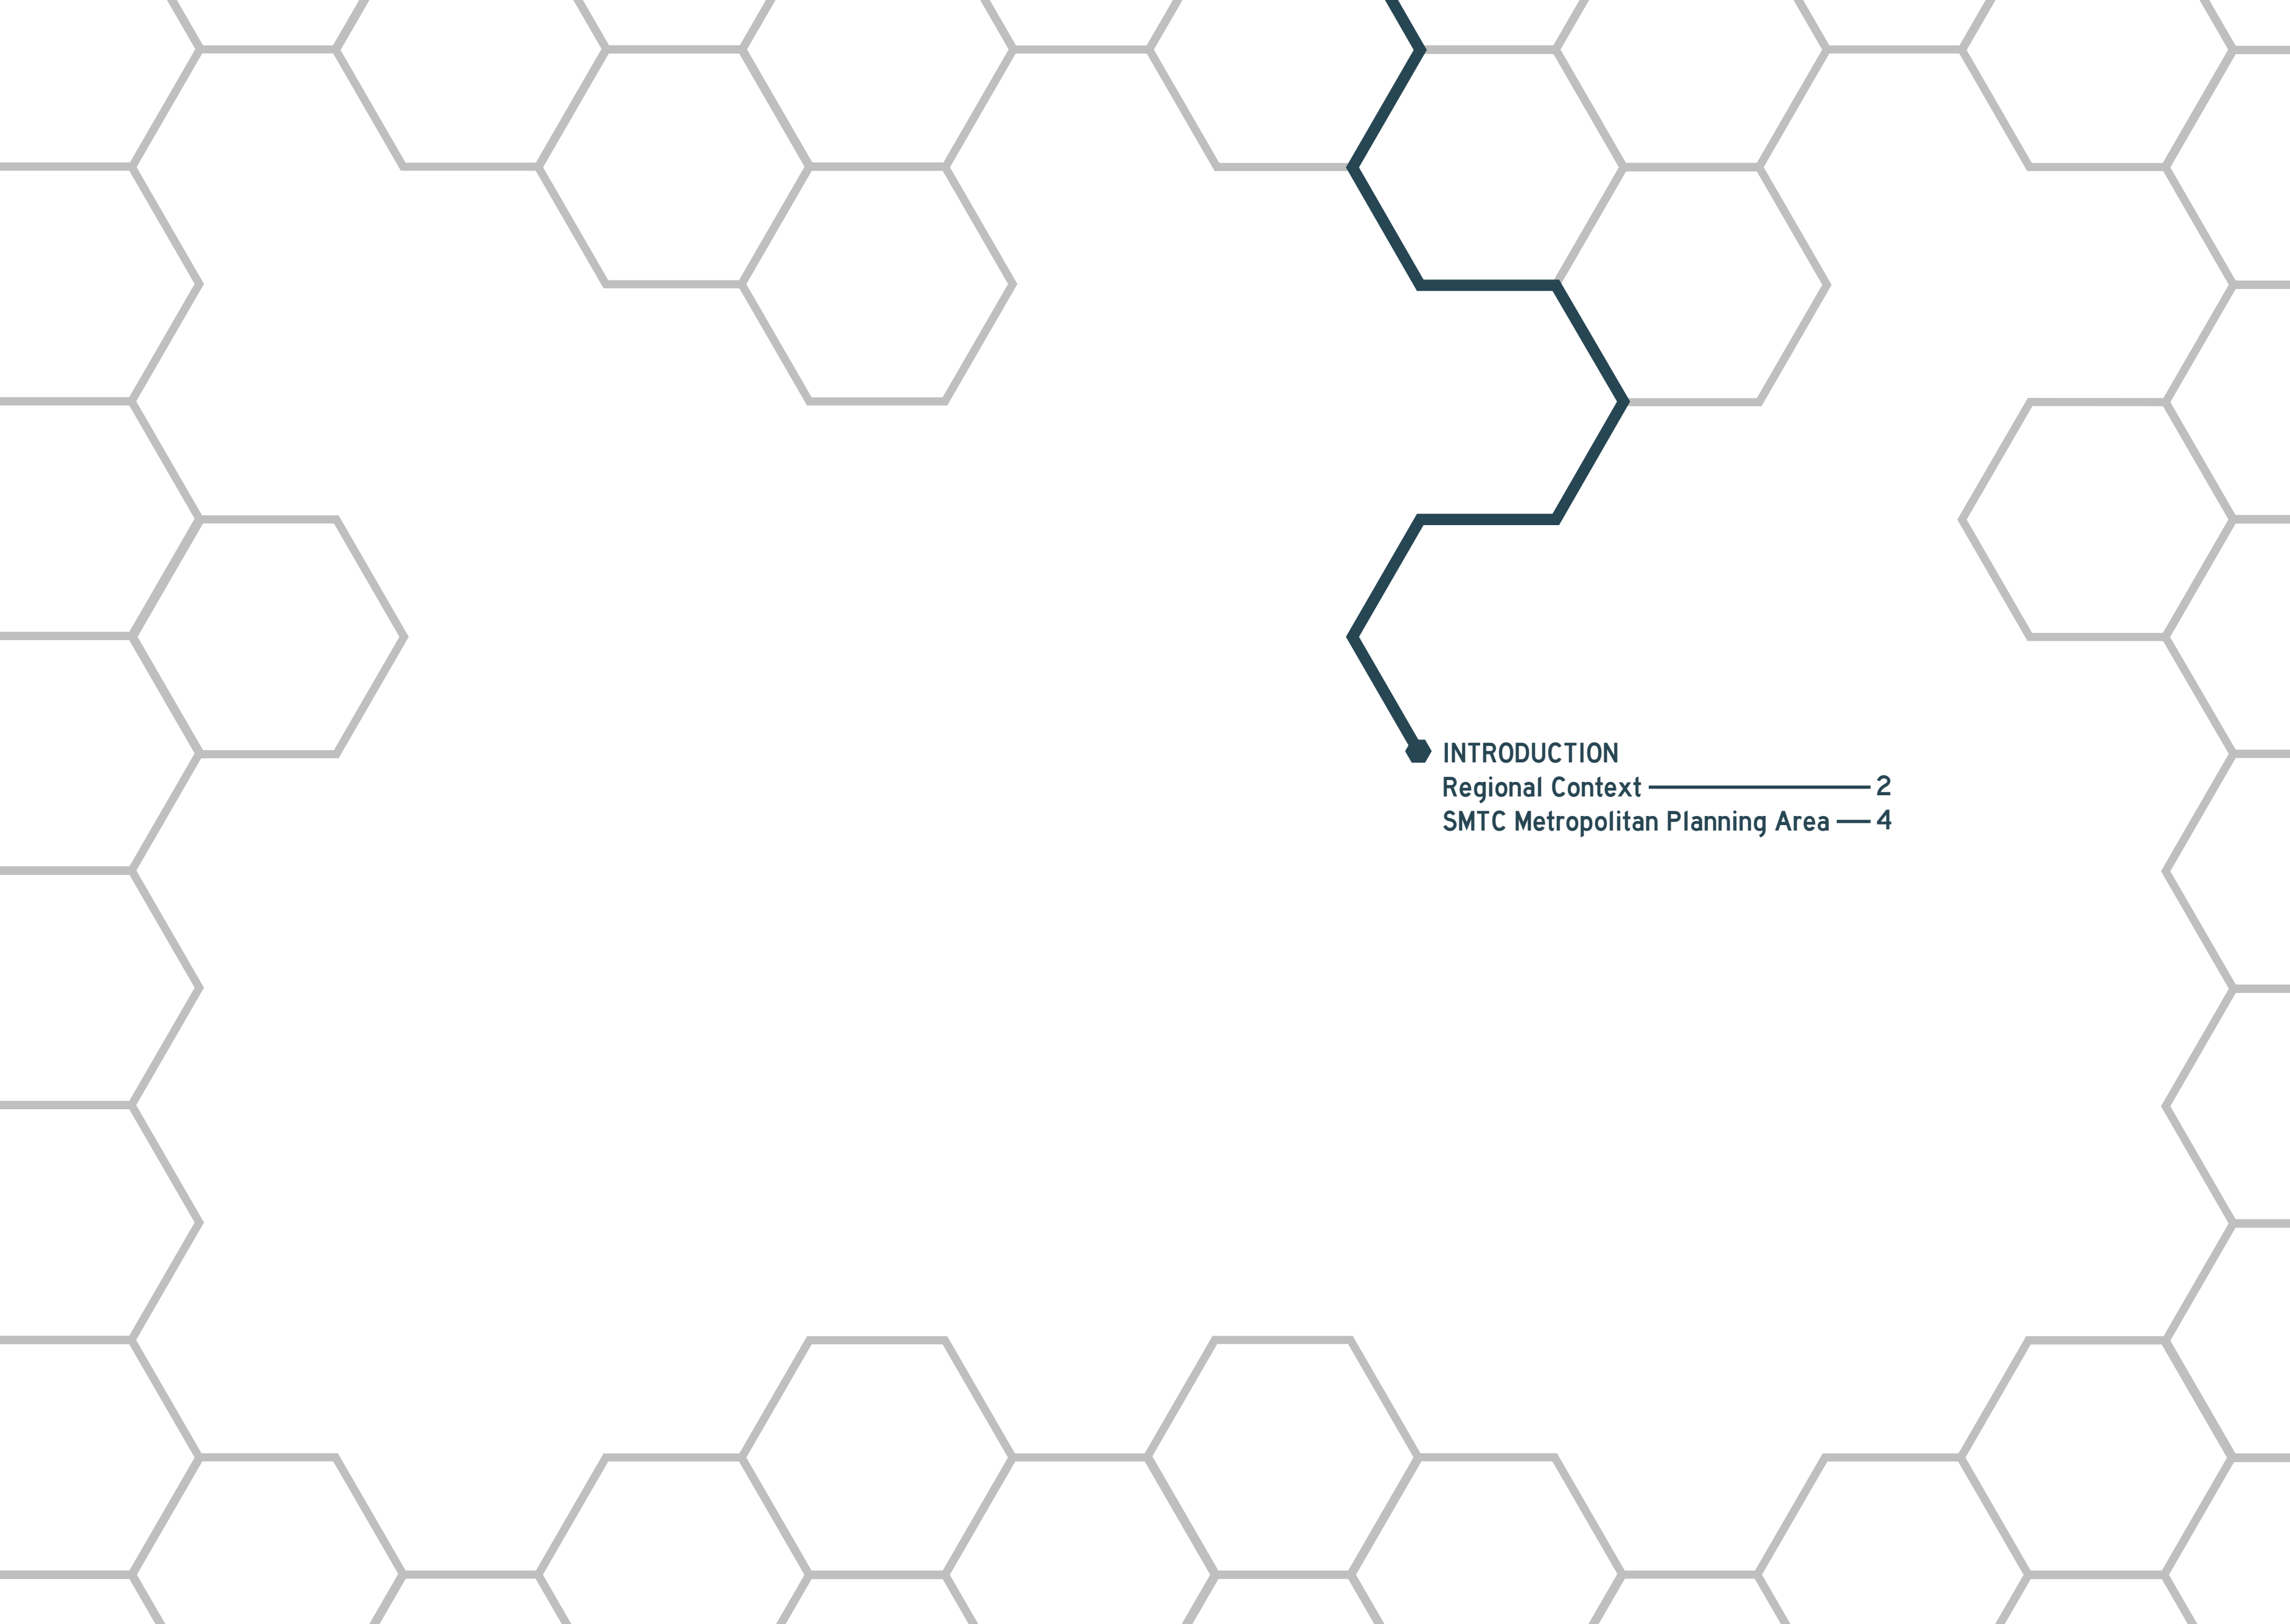 INTRODUCTION
Regional Context 2
SMTC Metropolitan Planning Area 4